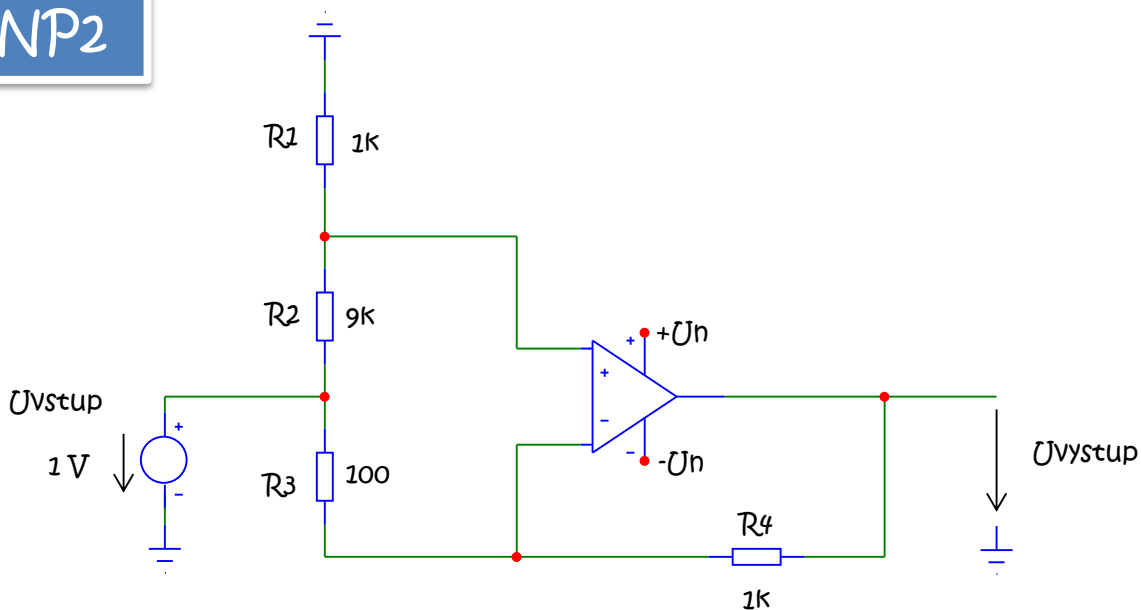 NP2
R1
1K
R2
9K
+Un
+
+
Uvstup
+
-
-
-Un
1 V
-
R3
100
Uvystup
R4
1K